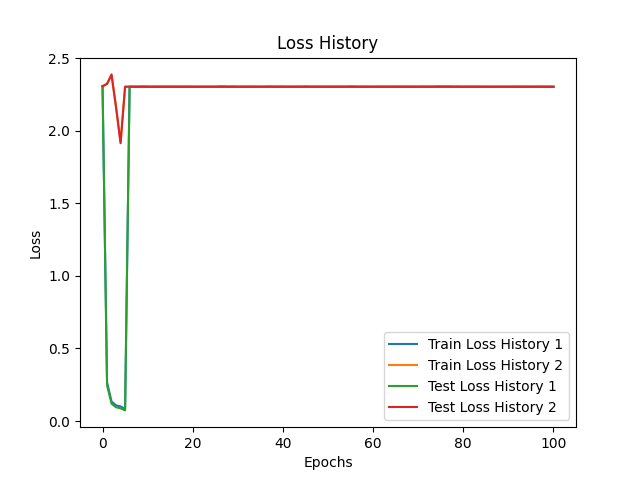 Loss History
2.5
2.0
1.5
1.0
0.5
0.0
Loss
Train Loss History 1
Train Loss History 2
Test Loss History 1
Test Loss History 2
0 20 40 60 80 100
Epochs